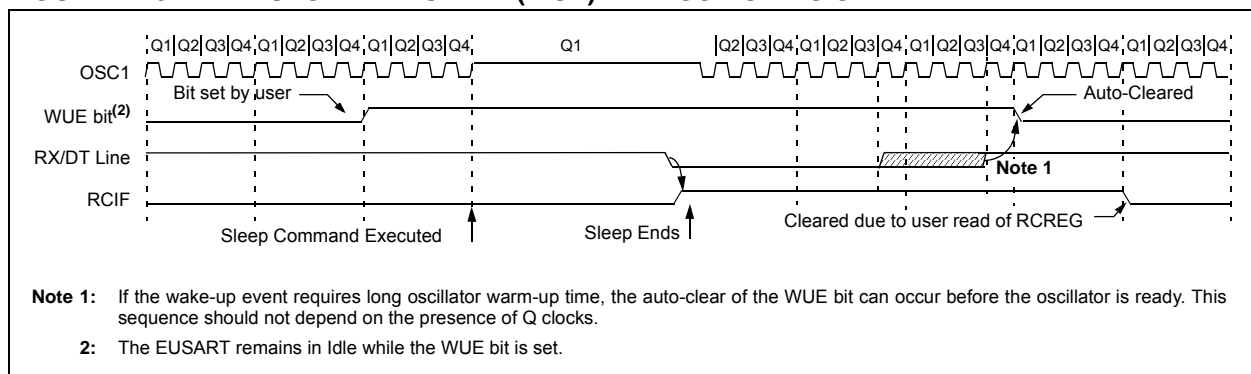 Q1 Q2 Q3 Q4 Q1 Q2 Q3 Q4 Q1 Q2 Q3 Q4 Q1 Q2 Q3 Q4 Q1 Q2 Q3 Q4 Q1 Q2 Q3 Q4 Q1 Q2 Q3 Q4 Q1 Q2 Q3 Q4
OSC1
Bit set by user
Auto-Cleared
WUE bit(2)
RX/DT Line
Note 1
RCIF
Cleared due to user read of RCREG
Sleep Command Executed
Sleep Ends
Note 1: If the wake-up event requires long oscillator warm-up time, the auto-clear of the WUE bit can occur before the oscillator is ready. This
sequence should not depend on the presence of Q clocks.
2: The EUSART remains in Idle while the WUE bit is set.